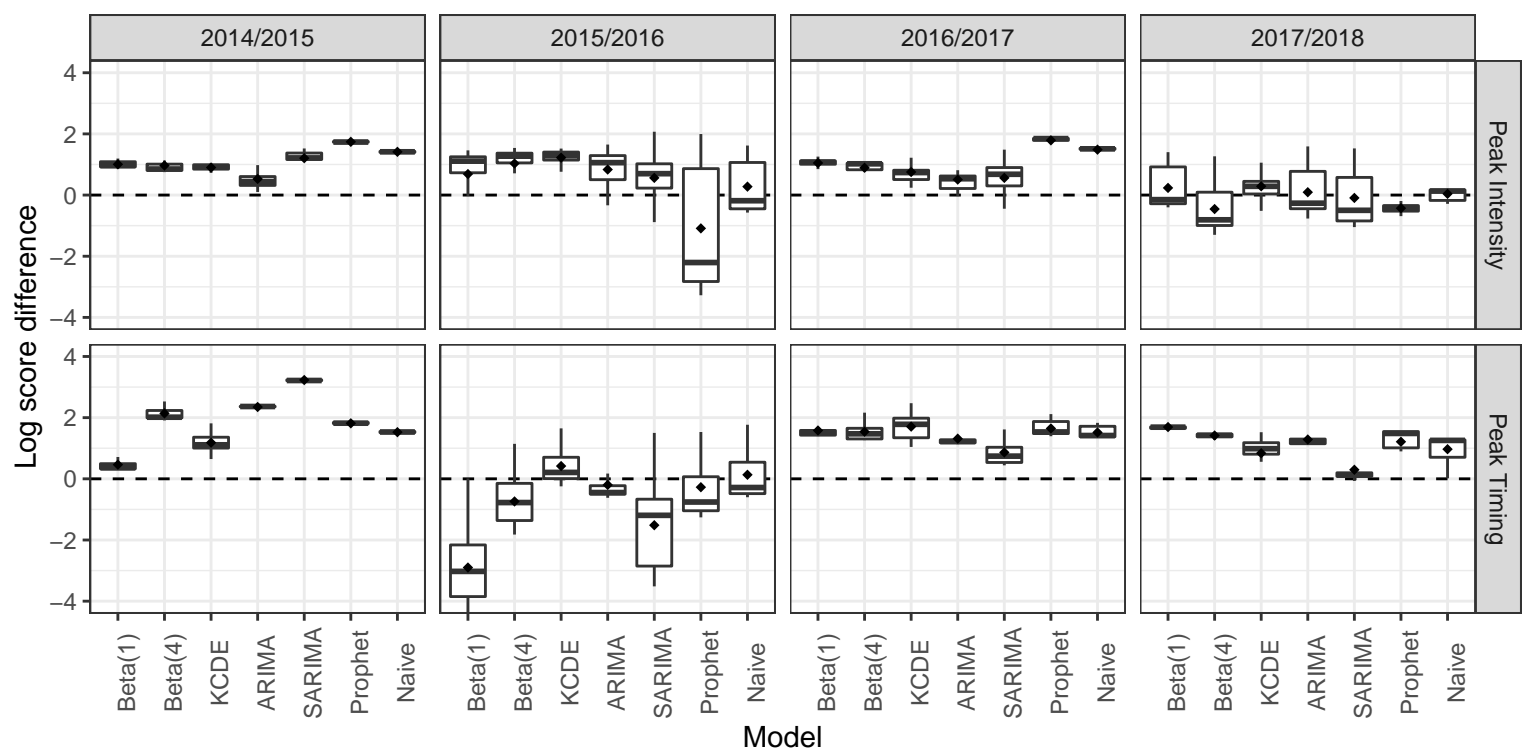 2014/2015
2015/2016
2016/2017
2017/2018
Log score difference
4
2
0
−2
−4
Peak Intensity
4
2
0
−2
−4
Peak Timing
Beta(1)
Beta(4)
KCDE
ARIMA
SARIMA
Prophet
Naive
Beta(1)
Beta(4)
KCDE
ARIMA
SARIMA
Prophet
Naive
Beta(1)
Beta(4)
KCDE
ARIMA
SARIMA
Prophet
Naive
Beta(1)
Beta(4)
KCDE
ARIMA
SARIMA
Prophet
Naive
Model